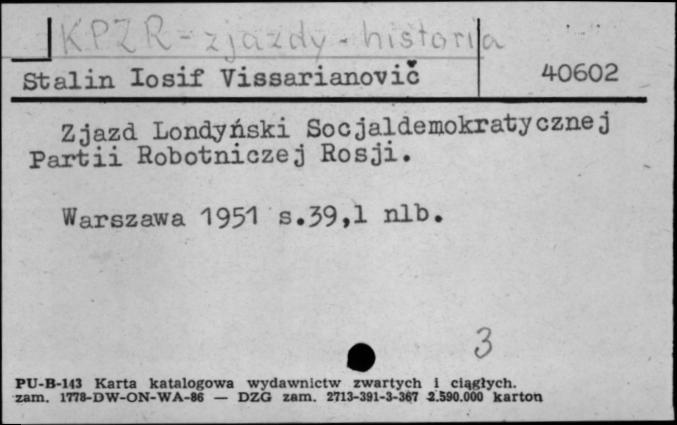 KPZR - zjazdy - historia
Stalin Iosif Vissarianovič 40602
Zjazd Londyński Socjaldemokratycznej
Partii Robotniczej Rosji.
Warszawa 1951 s.39,1 nlb.
3
PU-B-143 Karta katalogowa wydawnictw zwartych i ciągłych.
zam. 1778-DW-ON-WA-86 — DZG zam. 2713-391-3-367 2.590.000 karton